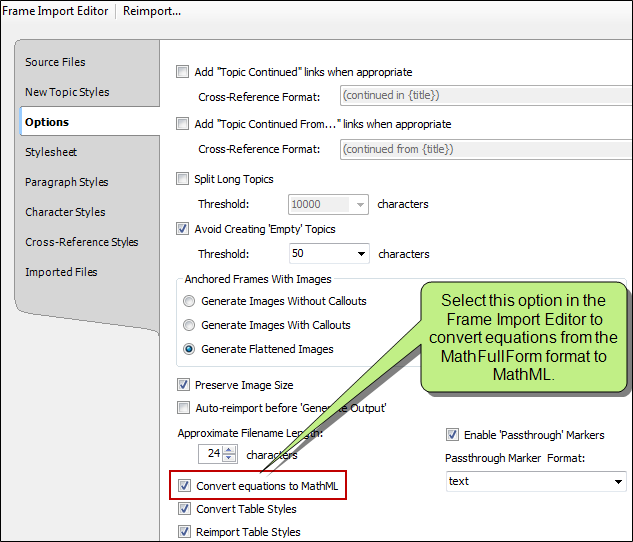 Frame Import Editor | Reimport...
Source Files
New Topic Styles
Options
Stylesheet
Paragraph Styles
Character Styles
Cross-Reference Styles
Imported Files
Add "Topic Continued" links when appropriate
Cross-Reference Format: (continued in {title})
Add "Topic Continued From..." links when appropriate
Cross-Reference Format: (continued from {title})
Split Long Topics
Threshold: 10000 characters
Avoid Creating 'Empty' Topics
Threshold: 50 characters
Anchored Frames With Images
Generate Images Without Callouts
Generate Images With Callouts
Generate Flattened Images
Select this option in the
Frame Import Editor to
convert equations from the
MathFullForm format to
MathML.
Preserve Image Size
Auto-reimport before 'Generate Output'
Approximate Filename Length:
24 characters
Enable 'Passthrough' Markers
Passthrough Marker Format:
text
Convert equations to MathML
Convert Table Styles
Reimport Table Styles